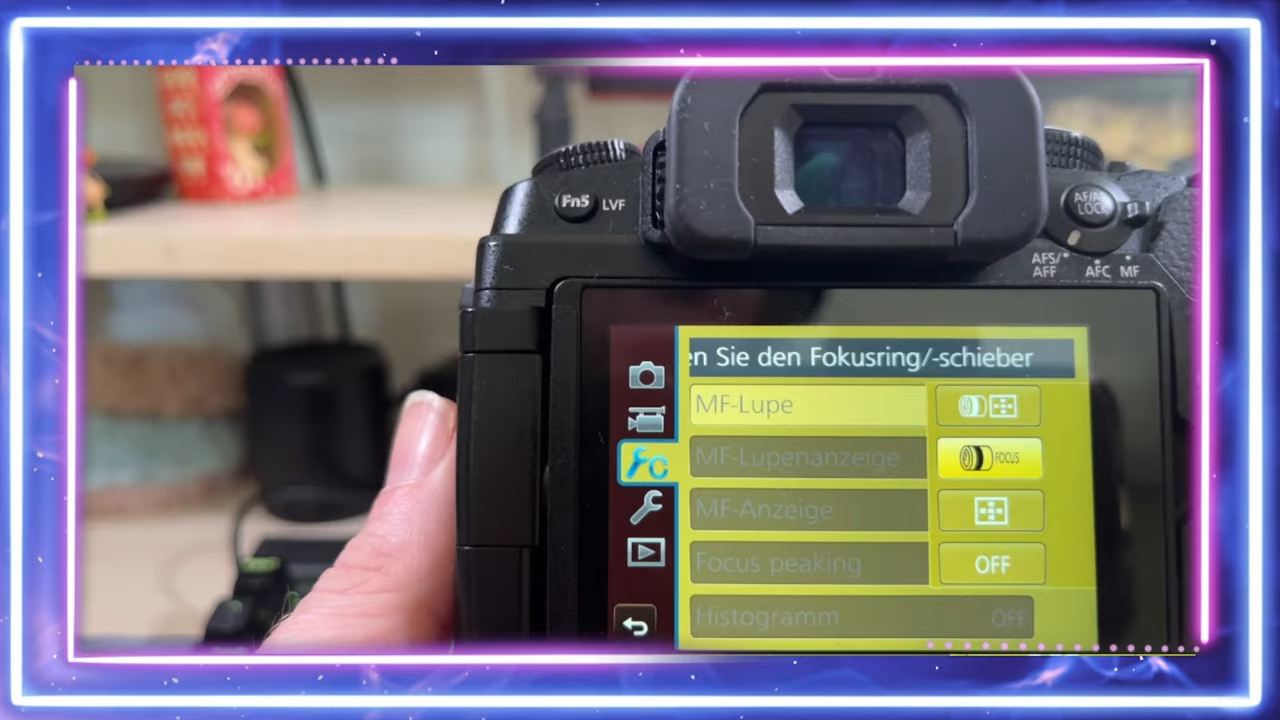 Fn5 LVF
AF/A
LOCK
AFS/
AFF AFC MF
en Sie den Fokusring/-schieber
MF-Lupe
MF-Lupenanzeige FOCUS
MF-Anzeige
Focus peaking OFF
Histogramm OFF